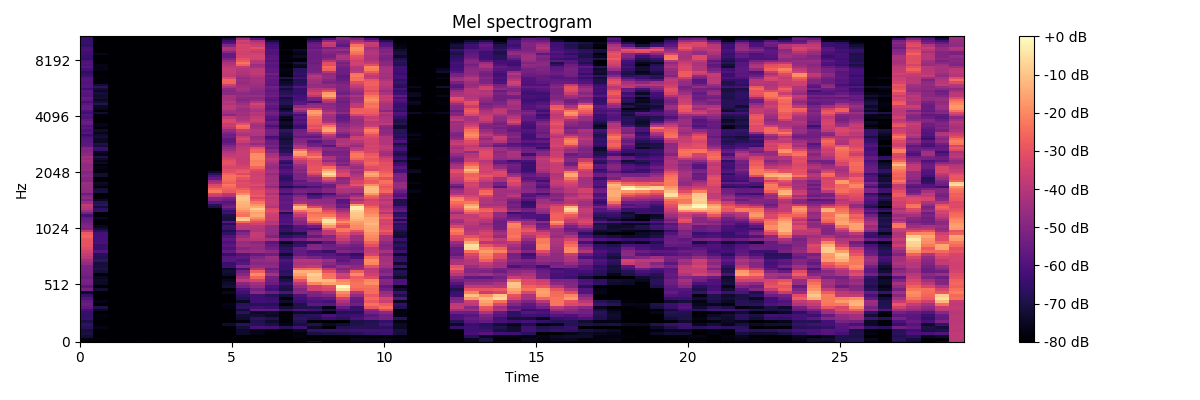 Mel spectrogram
+0 dB
8192
-10 dB
-20 dB
4096
-30 dB
2048
-40 dB
Hz
1024
-50 dB
-60 dB
512
-70 dB
0
-80 dB
0 5 10 15 20 25
Time